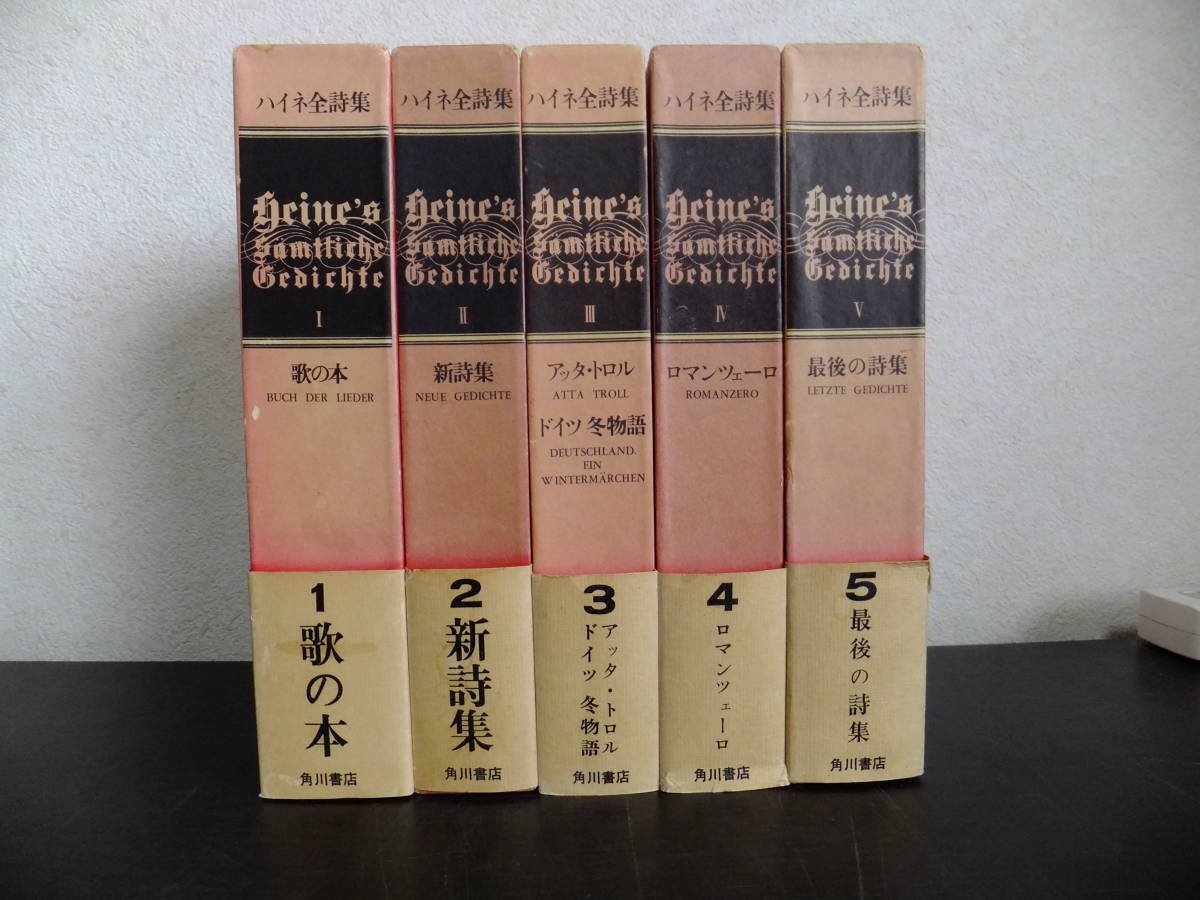 ハイネ全詩集
Heine's
Sämtliche
Gedichte
I
歌の本
BUCH DER LIEDER
1
歌の本
角川書店
ハイネ全詩集
Heine's
Sämtliche
Gedichte
II
新詩集
NEUE GEDICHTE
2
新詩集
角川書店
ハイネ全詩集
Heine's
Sämtliche
Gedichte
III
アッタ・トロル
ATTA TROLL
ドイツ 冬物語
DEUTSCHLAND.
EIN
WINTERMÄRCHEN
3
アッタ・トロル
ドイツ 冬物語
角川書店
ハイネ全詩集
Heine's
Sämtliche
Gedichte
IV
ロマンツェーロ
ROMANZERO
4
ロマンツェーロ
角川書店
ハイネ全詩集
Heine's
Sämtliche
Gedichte
V
最後の詩集
LETZTE GEDICHTE
5
最後の詩集
角川書店